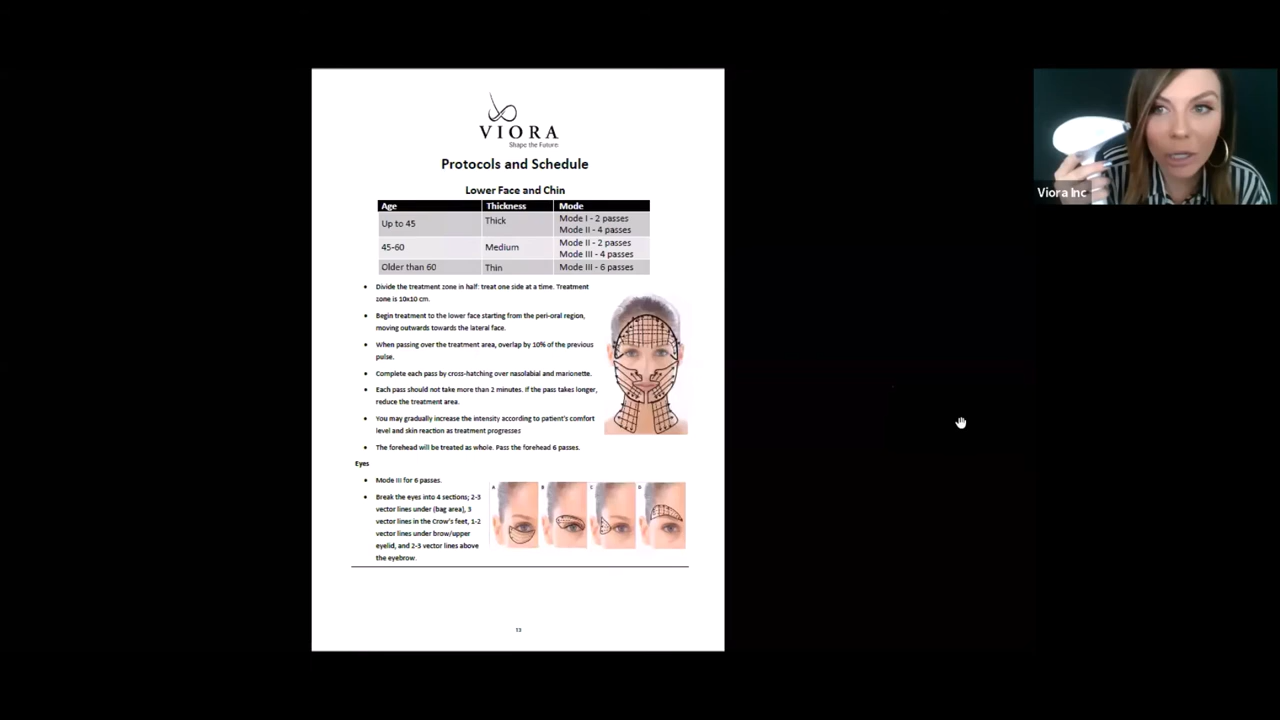 VIORA
Shape the Future
Protocols and Schedule
Lower Face and Chin
Age Thickness Mode
Up to 45 Thick Mode I - 2 passes
Mode II - 4 passes
45-60 Medium Mode II - 2 passes
Mode III - 4 passes
Older than 60 Thin Mode III - 6 passes
• Divide the treatment zone in half: treat one side at a time. Treatment
zone is 10x10 cm.
• Begin treatment to the lower face starting from the peri-oral region,
moving outwards towards the lateral face.
• When passing over the treatment area, overlap by 10% of the previous
pulse.
• Complete each pass by cross-hatching over nasolabial and marionette.
• Each pass should not take more than 2 minutes. If the pass takes longer,
reduce the treatment area.
• You may gradually increase the intensity according to patient's comfort
level and skin reaction as treatment progresses
• The forehead will be treated as whole. Pass the forehead 6 passes.
Eyes
• Mode III for 6 passes.
• Break the eyes into 4 sections; 2-3
vector lines under (bag area), 3
vector lines in the Crow's feet, 1-2
vector lines under brow/upper
eyelid, and 2-3 vector lines above
the eyebrow.
A B C D
13
Viora Inc